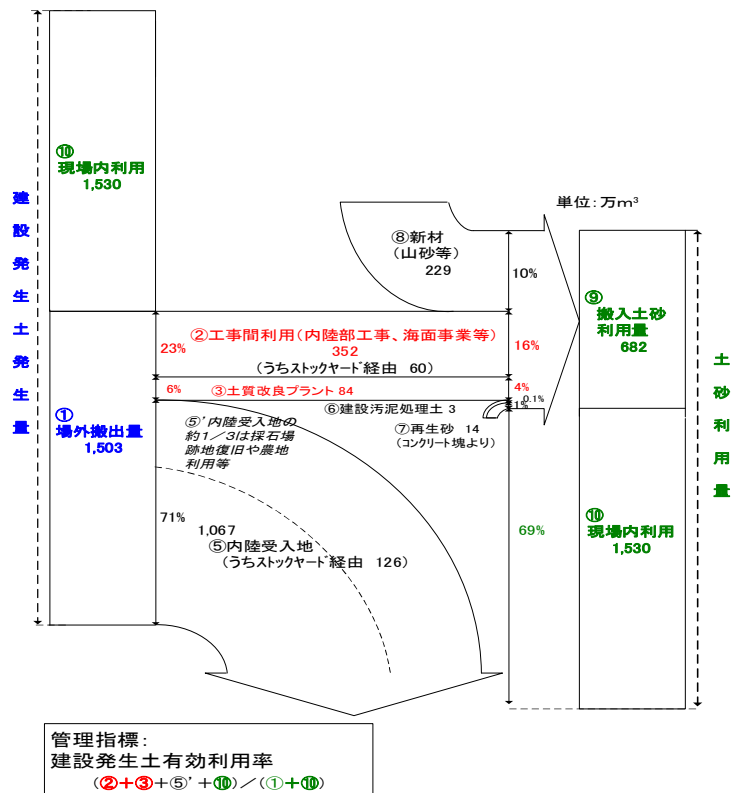 建設発生土発生量
⑩
現場内利用
1,530
①
場外搬出量
1,503
単位：万m³
⑧新材
（山砂等）
229
10%
23%
②工事間利用（内陸部工事、海面事業等）
352
（うちストックヤード経由 60）
16%
6%
③土質改良プラント 84
4%
⑥建設汚泥処理土 3
0.1%
1%
⑦再生砂 14
（コンクリート塊より）
⑤'内陸受入地の
約1／3は採石場
跡地復旧や農地
利用等
71%
1,067
⑤内陸受入地
（うちストックヤード経由 126）
69%
⑨
搬入土砂
利用量
682
⑩
現場内利用
1,530
土砂利用量
管理指標：
建設発生土有効利用率
（②＋③＋⑤’＋⑩）／（①＋⑩）